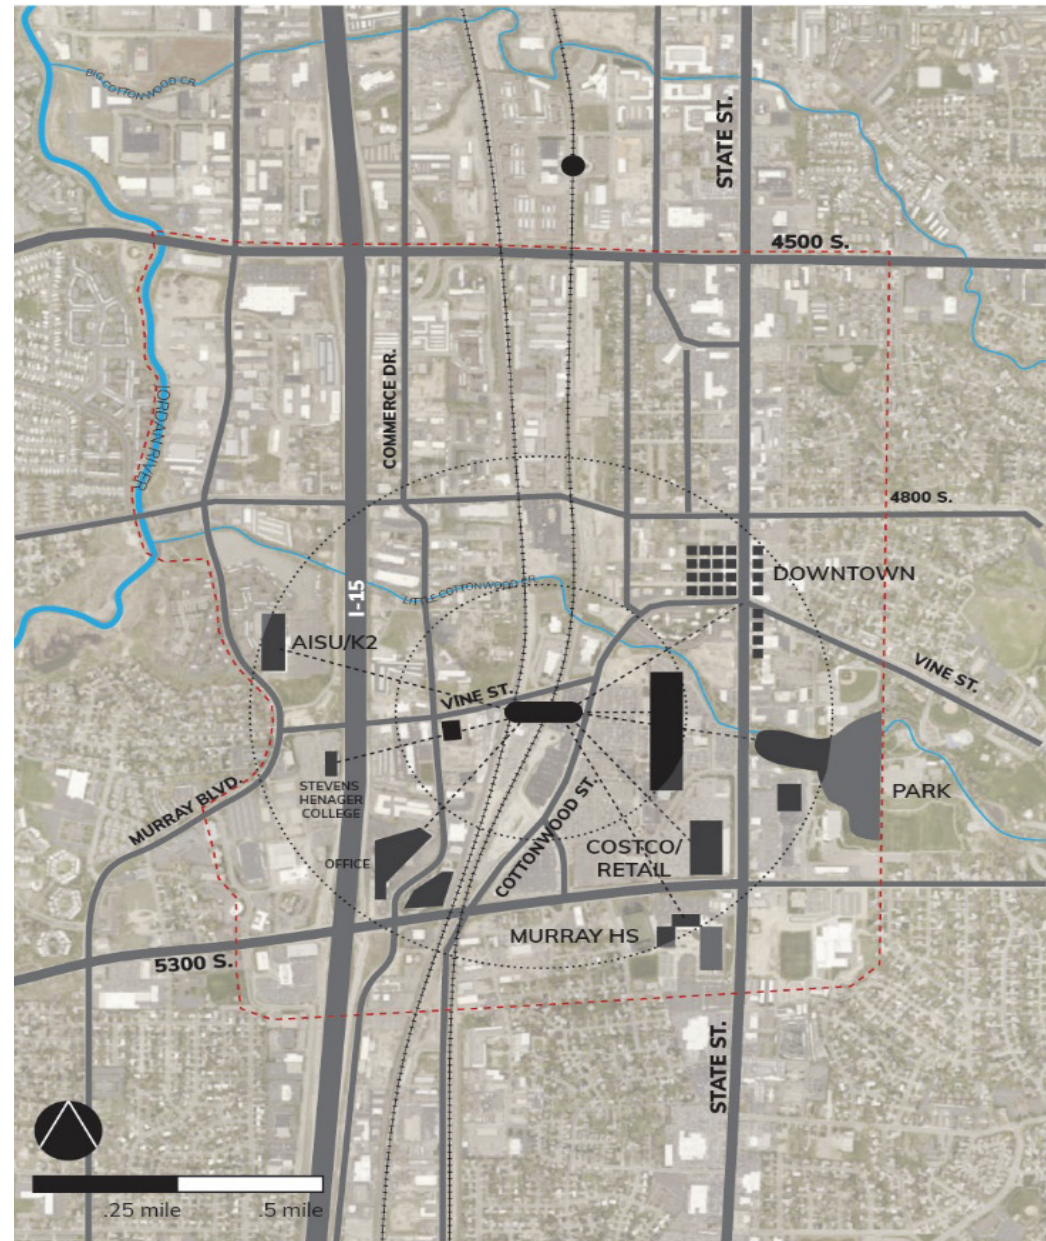 BIG COTTONWOOD CR.
STATE ST.
4500 S.
COMMERCE DR.
JORDAN RIVER
4800 S.
DOWNTOWN
I-15
LITTLE COTTONWOOD CR.
AISU/K2
VINE ST.
VINE ST.
STEVENS
HENAGER
COLLEGE
PARK
MURRAY BLVD.
COTTONWOOD ST.
COSTCO/
RETAIL
OFFICE
MURRAY HS
5300 S.
STATE ST.
.25 mile
.5 mile